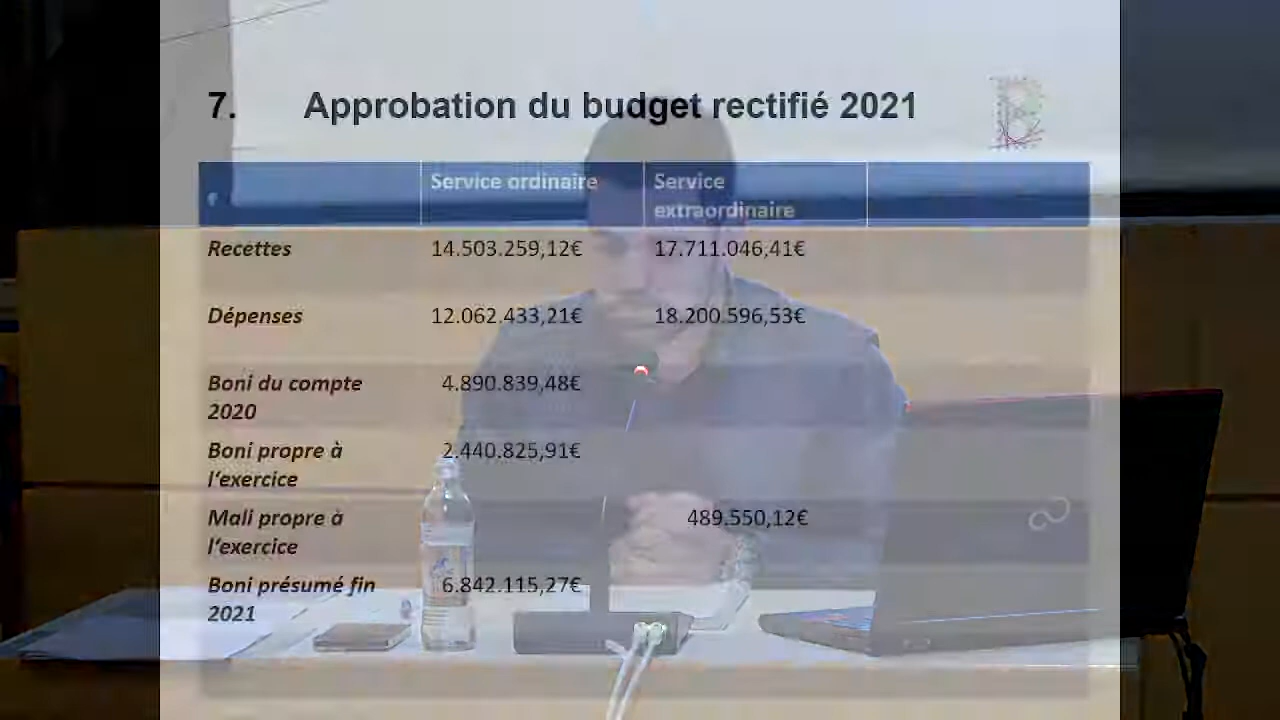 7. Approbation du budget rectifié 2021
€ Service ordinaire Service
extraordinaire
Recettes 14.503.259,12€ 17.711.046,41€
Dépenses 12.062.433,21€ 18.200.596,53€
Boni du compte 4.890.839,48€
2020
Boni propre à 2.440.825,91€
l'exercice
Mali propre à 489.550,12€
l'exercice
Boni présumé fin 6.842.115,27€
2021